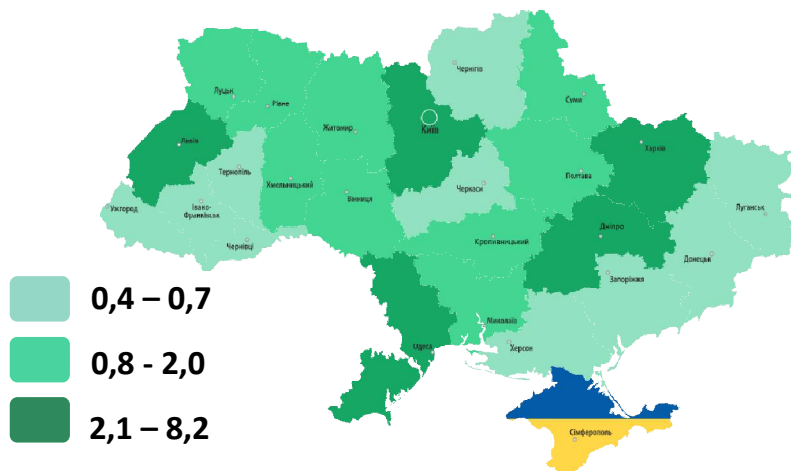 Чернігів
Луцьк
Рівне
Суми
Житомир
Київ
Львів
Харків
Тернопіль
Хмельницький
Черкаси
Полтава
Вінниця
Ужгород
Івано-
Франківськ
Луганськ
Чернівці
Кропивницький
Дніпро
Донецьк
Запоріжжя
0,4 – 0,7
Миколаїв
Одеса
Херсон
0,8 - 2,0
2,1 – 8,2
Сімферополь